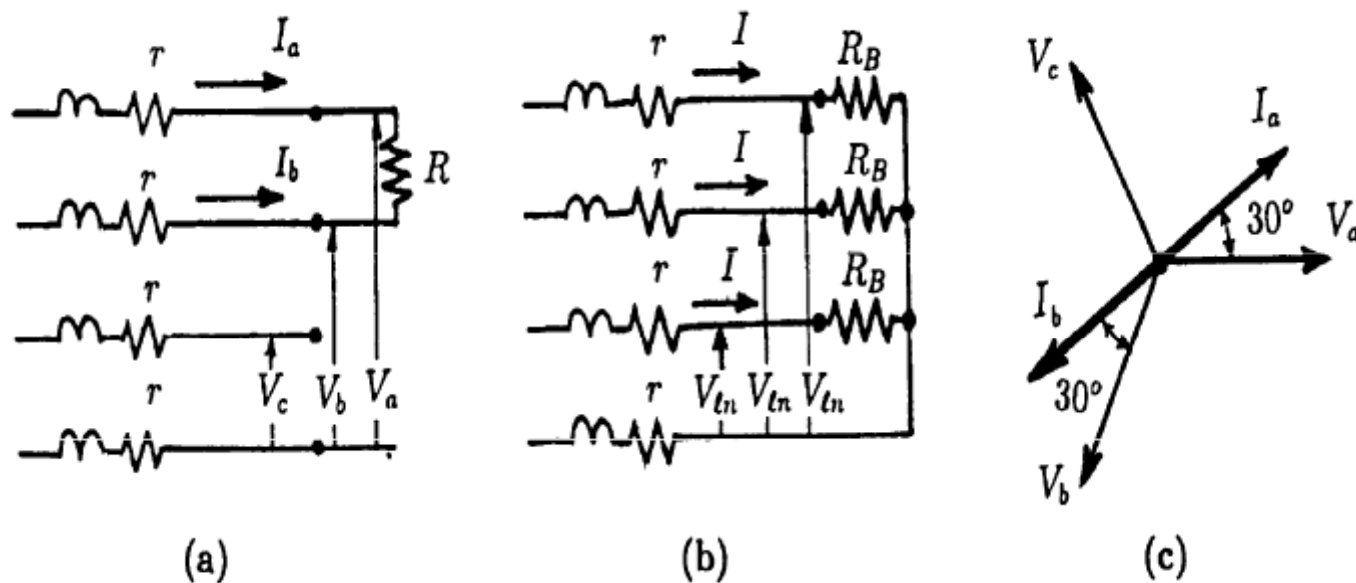 r
I_a
r
I_b
R
r
r
V_c
V_b
V_a
(a)
r
I
R_B
r
I
R_B
r
I
R_B
r
V_ℓn
V_ℓn
V_ℓn
(b)
V_c
I_a
30°
V_a
I_b
30°
V_b
(c)